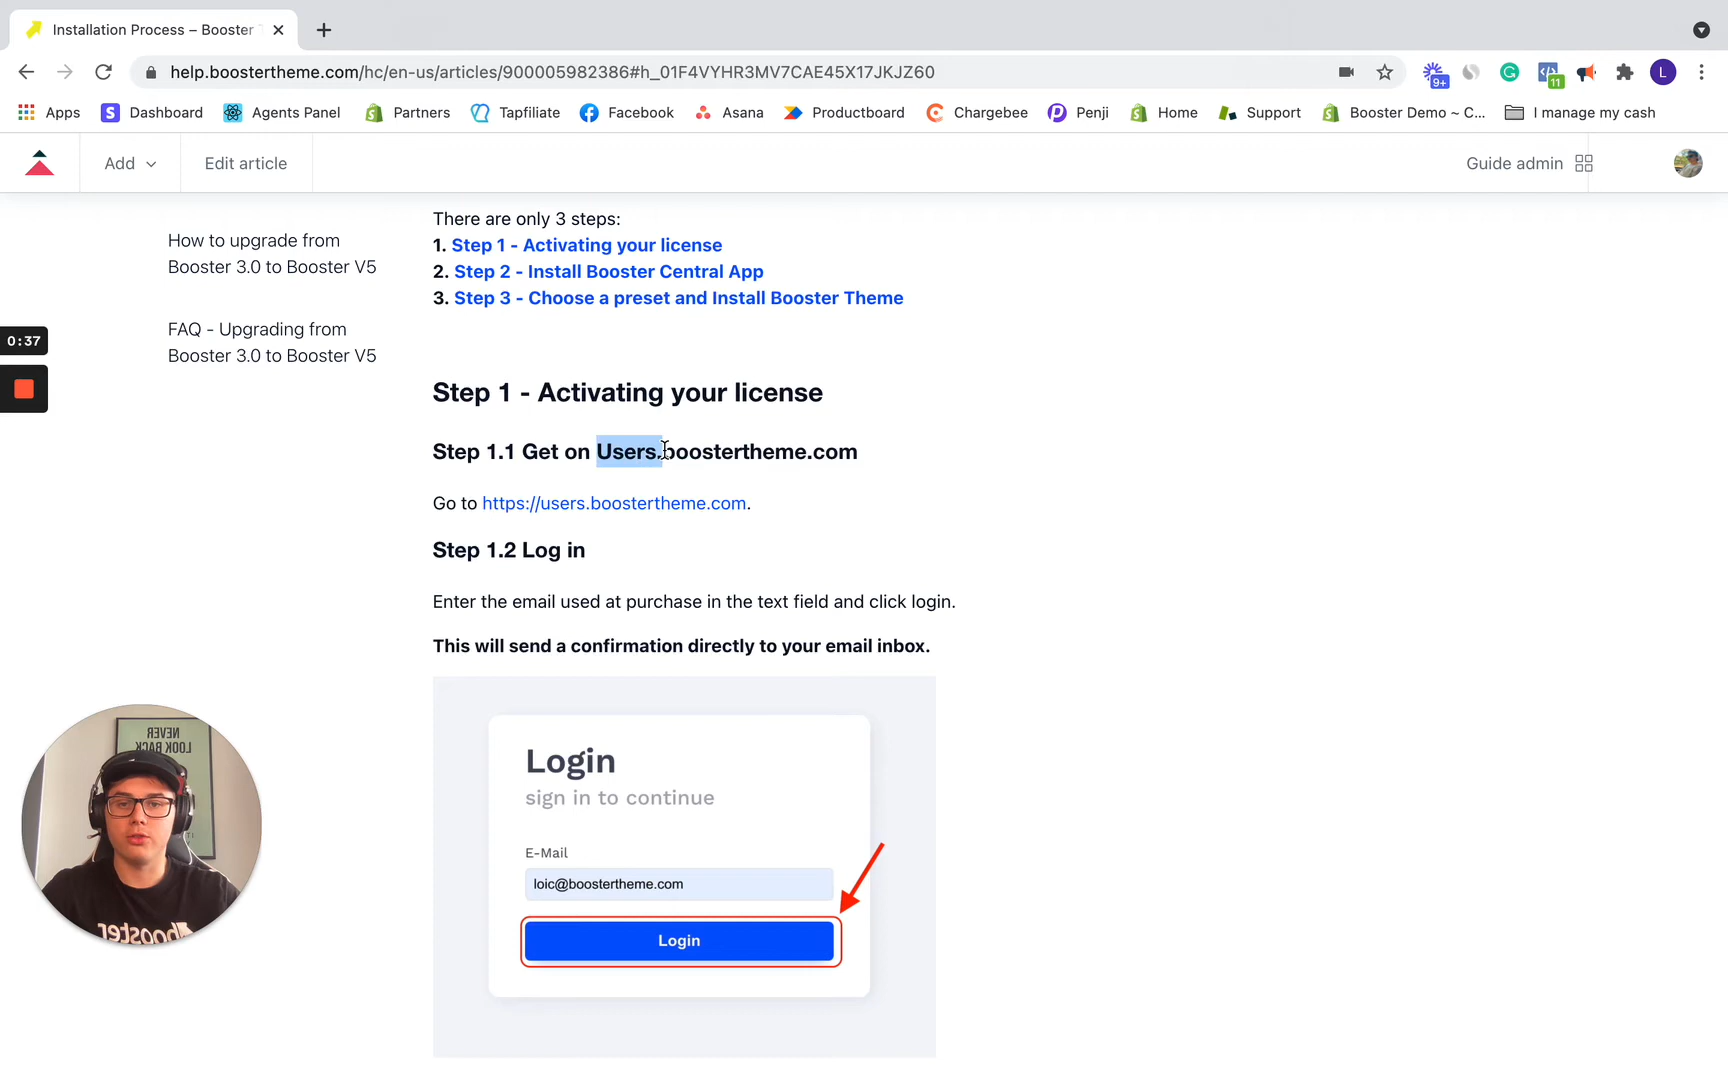 Installation Process – Booster T
help.boostertheme.com/hc/en-us/articles/900005982386#h_01F4VYHR3MV7CAE45X17JKJZ60
9+
11
L
Apps
Dashboard
Agents Panel
Partners
Tapfiliate
Facebook
Asana
Productboard
Chargebee
Penji
Home
Support
Booster Demo ~ C...
I manage my cash
Add
Edit article
Guide admin
How to upgrade from
Booster 3.0 to Booster V5
FAQ - Upgrading from
Booster 3.0 to Booster V5
0:37
There are only 3 steps:
1. Step 1 - Activating your license
2. Step 2 - Install Booster Central App
3. Step 3 - Choose a preset and Install Booster Theme
Step 1 - Activating your license
Step 1.1 Get on Users.boostertheme.com
Go to https://users.boostertheme.com.
Step 1.2 Log in
Enter the email used at purchase in the text field and click login.
This will send a confirmation directly to your email inbox.
Login
sign in to continue
E-Mail
loic@boostertheme.com
Login
NEVER
LOOK BACK
booster